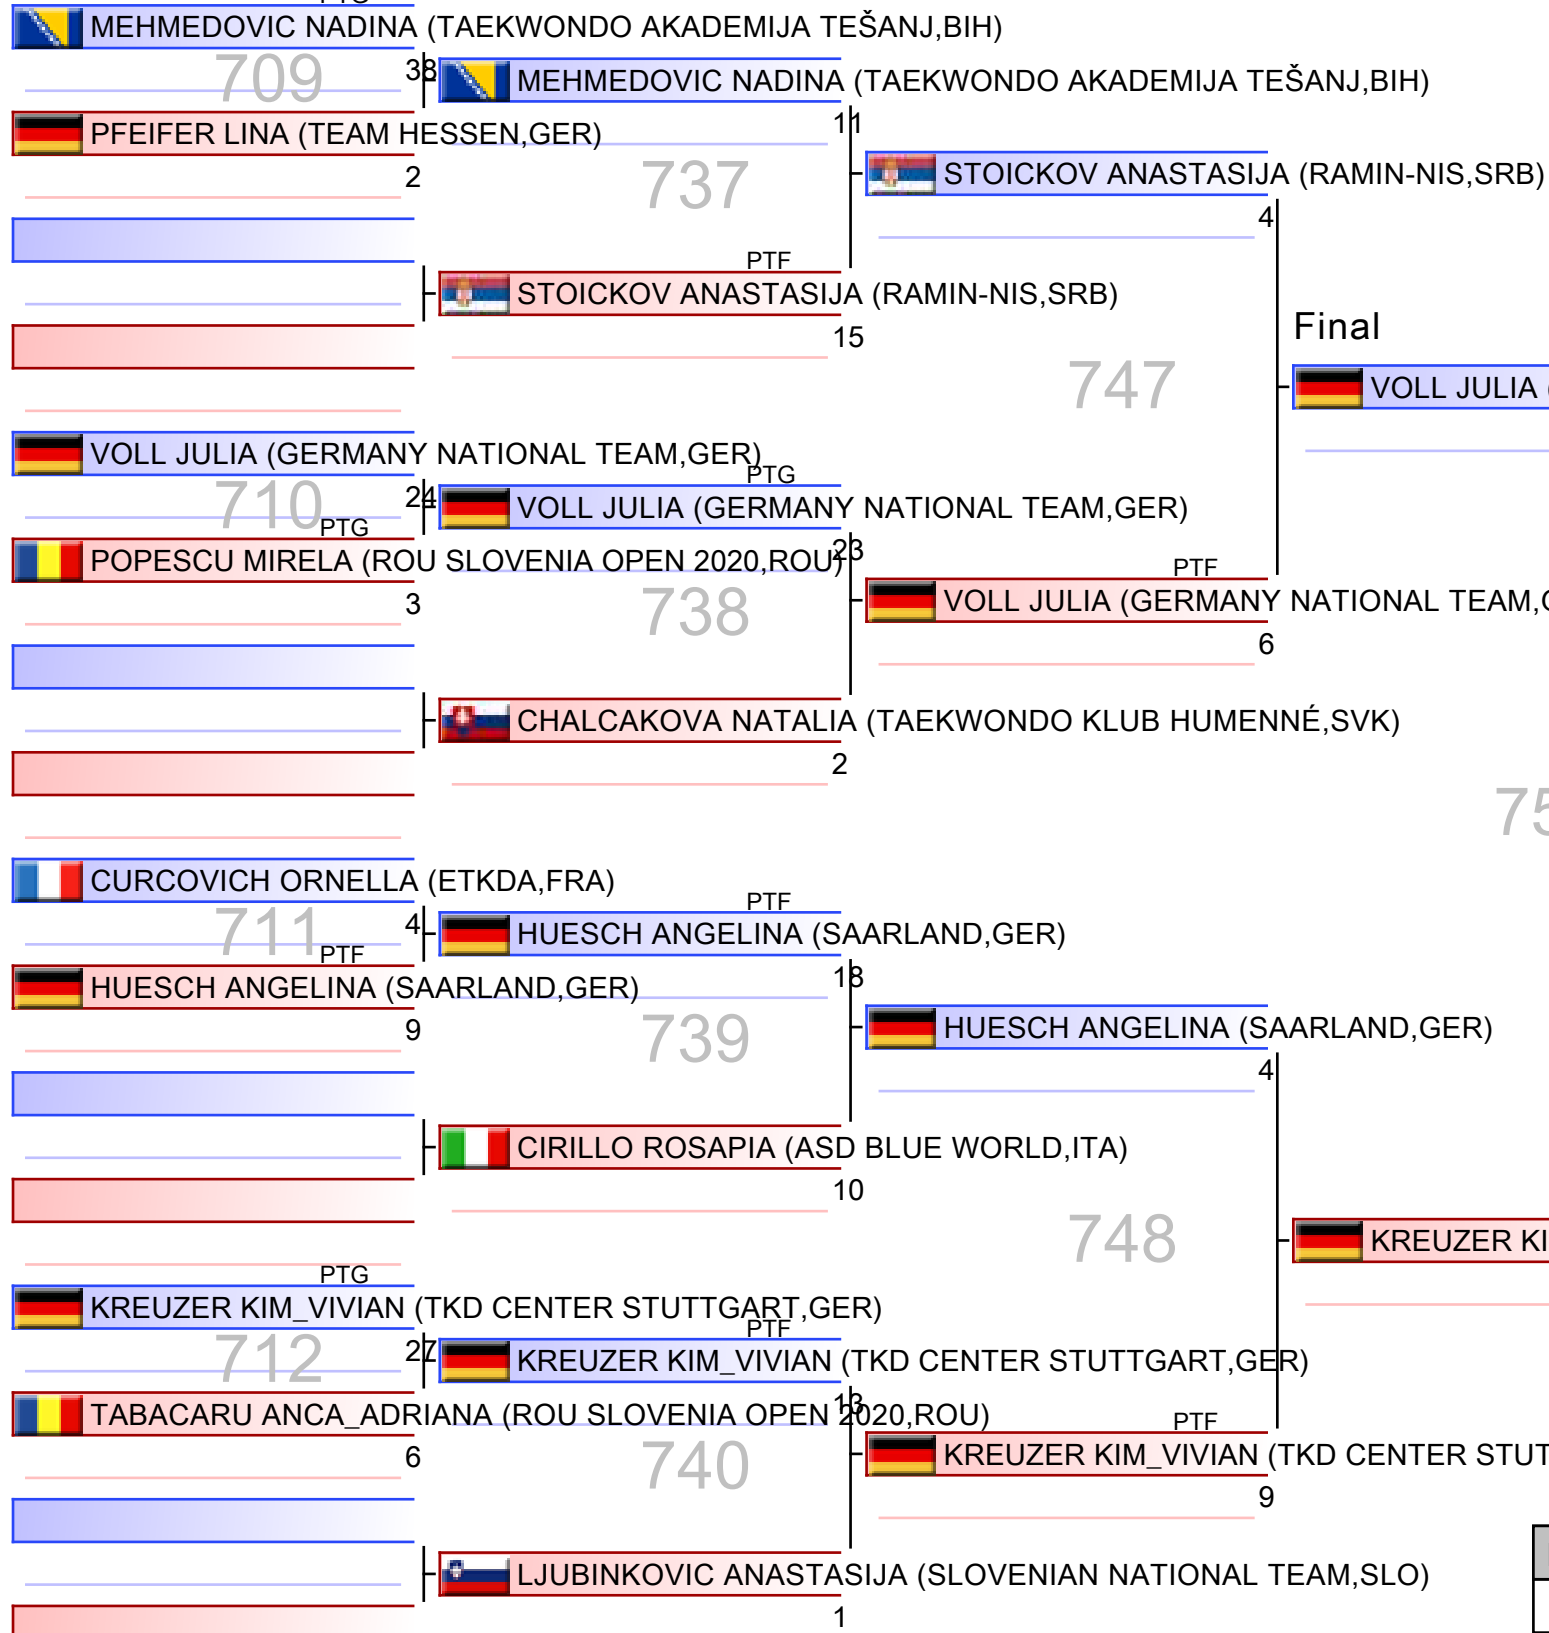 PTG
MEHMEDOVIC NADINA (TAEKWONDO AKADEMIJA TEŠANJ,BIH)
709
38
MEHMEDOVIC NADINA (TAEKWONDO AKADEMIJA TEŠANJ,BIH)
11
PFEIFER LINA (TEAM HESSEN,GER)
2
737
STOICKOV ANASTASIJA (RAMIN-NIS,SRB)
4
PTF
STOICKOV ANASTASIJA (RAMIN-NIS,SRB)
15
Final
747
VOLL JULIA (
VOLL JULIA (GERMANY NATIONAL TEAM,GER)
PTG
710
24
VOLL JULIA (GERMANY NATIONAL TEAM,GER)
PTG
23
POPESCU MIRELA (ROU SLOVENIA OPEN 2020,ROU)
3
738
PTF
VOLL JULIA (GERMANY NATIONAL TEAM,
6
CHALCAKOVA NATALIA (TAEKWONDO KLUB HUMENNÉ,SVK)
2
75
CURCOVICH ORNELLA (ETKDA,FRA)
711
4
PTF
HUESCH ANGELINA (SAARLAND,GER)
PTF
18
HUESCH ANGELINA (SAARLAND,GER)
9
739
HUESCH ANGELINA (SAARLAND,GER)
4
CIRILLO ROSAPIA (ASD BLUE WORLD,ITA)
10
748
KREUZER KI
PTG
KREUZER KIM_VIVIAN (TKD CENTER STUTTGART,GER)
712
27
PTF
KREUZER KIM_VIVIAN (TKD CENTER STUTTGART,GER)
13
TABACARU ANCA_ADRIANA (ROU SLOVENIA OPEN 2020,ROU)
6
740
PTF
KREUZER KIM_VIVIAN (TKD CENTER STUT
9
LJUBINKOVIC ANASTASIJA (SLOVENIAN NATIONAL TEAM,SLO)
1